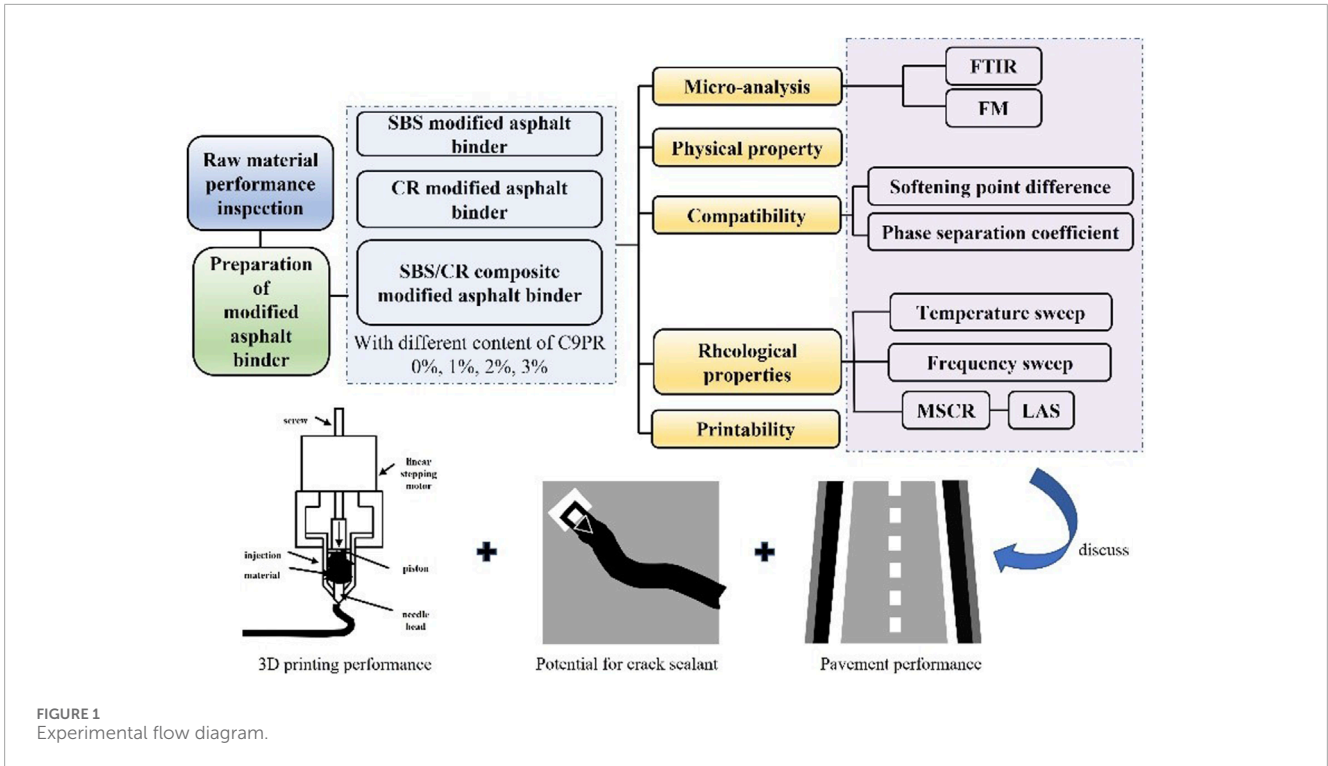 Raw material
performance
inspection
Preparation
of
modified
asphalt
binder
SBS modified asphalt
binder
CR modified asphalt
binder
SBS/CR composite
modified asphalt binder
With different content of C9PR
0%, 1%, 2%, 3%
Micro-analysis
Physical property
Compatibility
Rheological
properties
Printability
FTIR
FM
Softening point difference
Phase separation coefficient
Temperature sweep
Frequency sweep
MSCR
LAS
screw
linear
stepping
motor
injection
material
piston
needle
head
3D printing performance
+
Potential for crack sealant
+
Pavement performance
discuss
FIGURE 1
Experimental flow diagram.